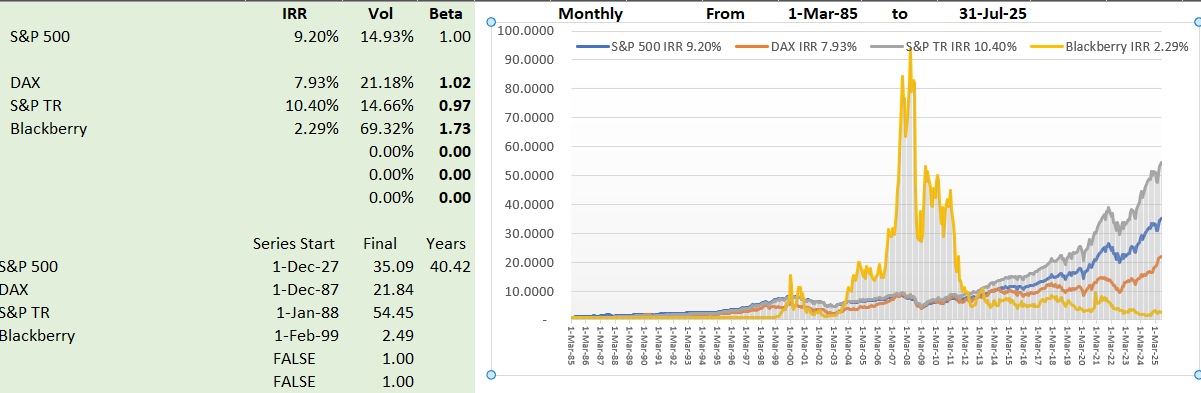 IRR Vol Beta Monthly From 1-Mar-85 to 31-Jul-25
S&P 500 9.20% 14.93% 1.00
DAX 7.93% 21.18% 1.02
S&P TR 10.40% 14.66% 0.97
Blackberry 2.29% 69.32% 1.73
0.00% 0.00
0.00% 0.00
0.00% 0.00
Series Start Final Years
S&P 500 1-Dec-27 35.09 40.42
DAX 1-Dec-87 21.84
S&P TR 1-Jan-88 54.45
Blackberry 1-Feb-99 2.49
FALSE 1.00
FALSE 1.00
S&P 500 IRR 9.20% DAX IRR 7.93% S&P TR IRR 10.40% Blackberry IRR 2.29%
100.0000
90.0000
80.0000
70.0000
60.0000
50.0000
40.0000
30.0000
20.0000
10.0000
-
1-Mar-85
1-Mar-86
1-Mar-87
1-Mar-88
1-Mar-89
1-Mar-90
1-Mar-91
1-Mar-92
1-Mar-93
1-Mar-94
1-Mar-95
1-Mar-96
1-Mar-97
1-Mar-98
1-Mar-99
1-Mar-00
1-Mar-01
1-Mar-02
1-Mar-03
1-Mar-04
1-Mar-05
1-Mar-06
1-Mar-07
1-Mar-08
1-Mar-09
1-Mar-10
1-Mar-11
1-Mar-12
1-Mar-13
1-Mar-14
1-Mar-15
1-Mar-16
1-Mar-17
1-Mar-18
1-Mar-19
1-Mar-20
1-Mar-21
1-Mar-22
1-Mar-23
1-Mar-24
1-Mar-25